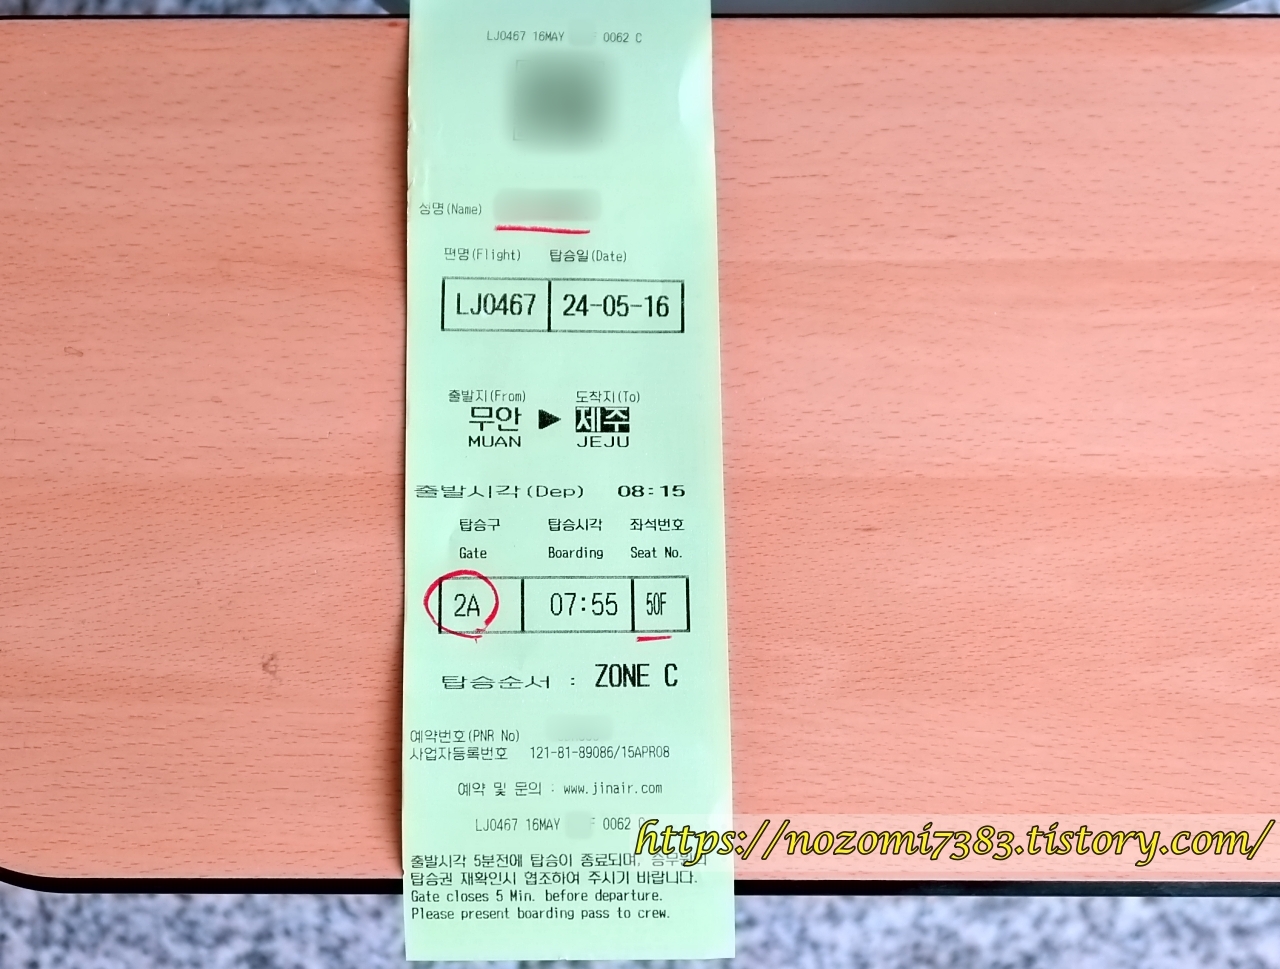 LJ0467 16MAY 0062 C
성명(Name)
편명(Flight) 탑승일(Date)
LJ0467 24-05-16
출발지(From) 도착지(To)
무안 ▶ 제주
MUAN JEJU
출발시각(Dep) 08:15
탑승구 탑승시각 좌석번호
Gate Boarding Seat No.
2A 07:55 50F
탑승순서 : ZONE C
예약번호(PNR No)
사업자등록번호 121-81-89086/15APR08
예약 및 문의 : www.jinair.com
LJ0467 16MAY F 0062 C
https://nozomi7383.tistory.com/
출발시각 5분전에 탑승이 종료되며,
탑승권 재확인시 협조하여 주시기 바랍니다.
Gate closes 5 Min. before departure.
Please present boarding pass to crew.